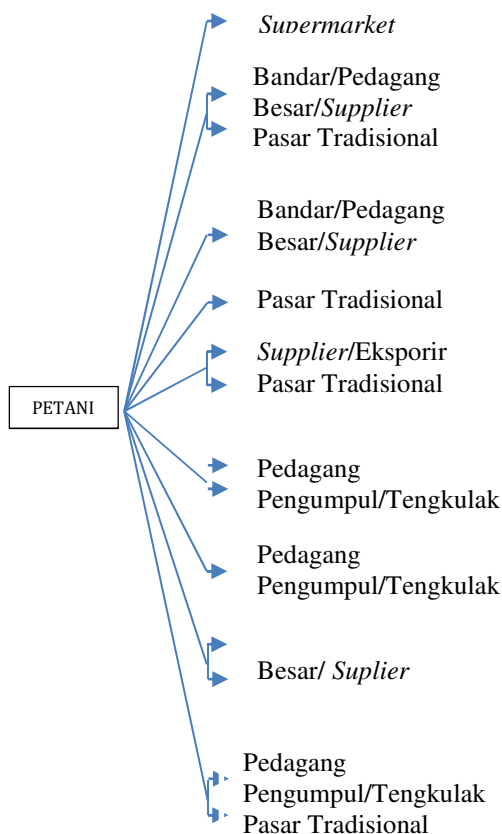 Supermarket
Bandar/Pedagang
Besar/Supplier
Pasar Tradisional
Bandar/Pedagang
Besar/Supplier
Pasar Tradisional
Supplier/Eksporir
Pasar Tradisional
PETANI
Pedagang
Pengumpul/Tengkulak
Pedagang
Pengumpul/Tengkulak
Besar/ Suplier
Pedagang
Pengumpul/Tengkulak
Pasar Tradisional